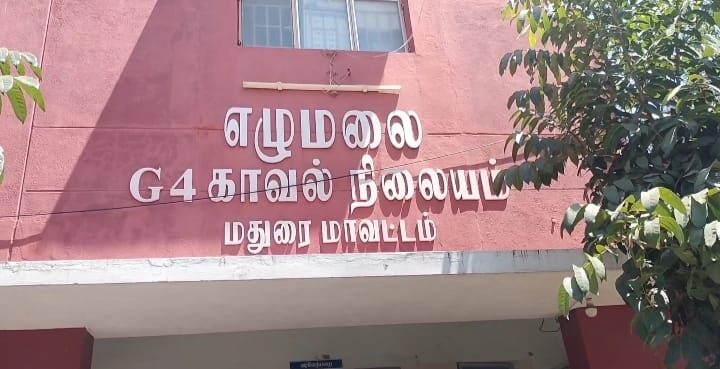 எழுமலை
G4 காவல் நிலையம்
மதுரை மாவட்டம்